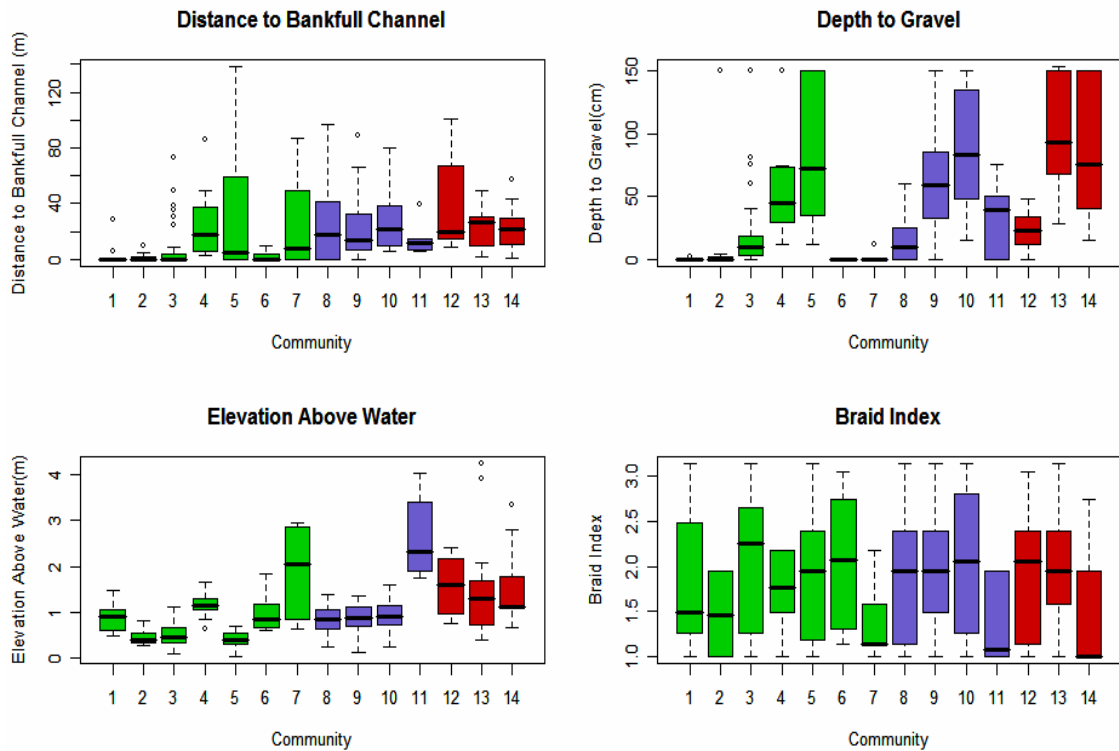 Distance to Bankfull Channel
Distance to Bankfull Channel (m)
0 40 80 120
1 2 3 4 5 6 7 8 9 10 11 12 13 14
Community
Depth to Gravel
Depth to Gravel(cm)
0 50 100 150
1 2 3 4 5 6 7 8 9 10 11 12 13 14
Community
Elevation Above Water
Elevation Above Water(m)
0 1 2 3 4
1 2 3 4 5 6 7 8 9 10 11 12 13 14
Community
Braid Index
Braid Index
1.0 1.5 2.0 2.5 3.0
1 2 3 4 5 6 7 8 9 10 11 12 13 14
Community